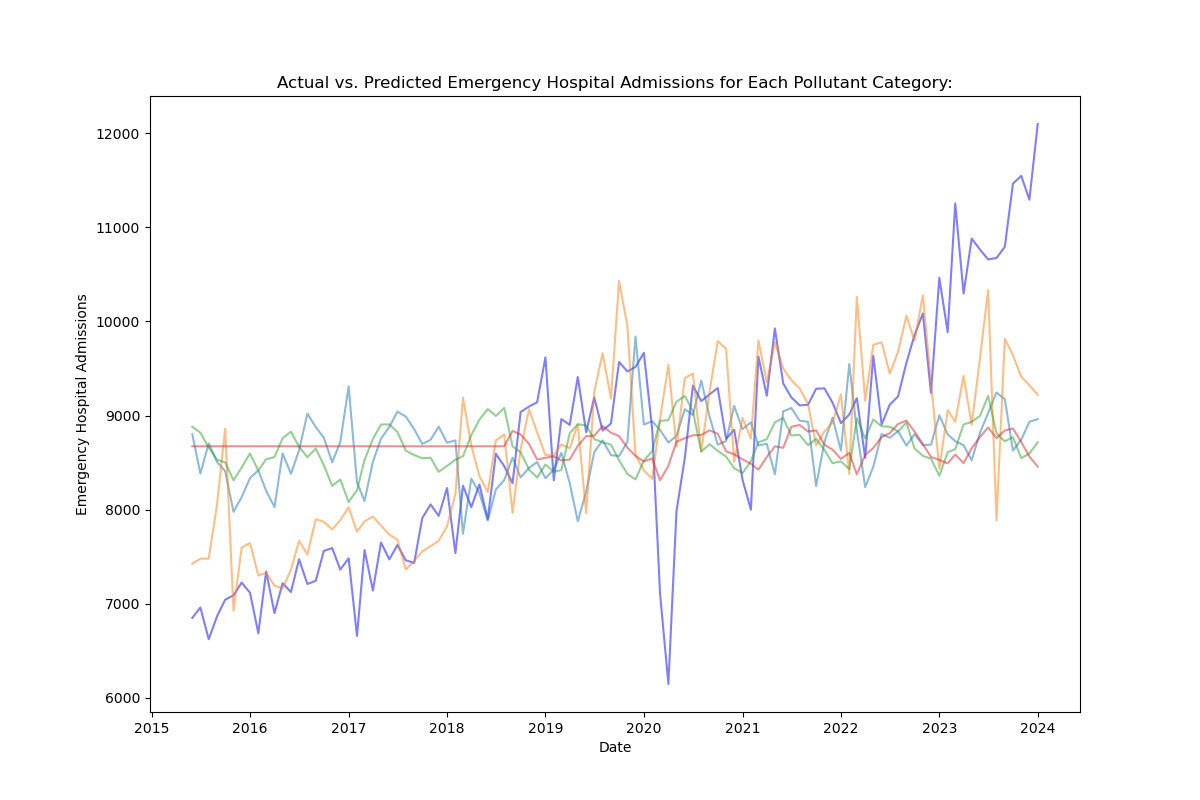 Actual vs. Predicted Emergency Hospital Admissions for Each Pollutant Category:
12000
11000
10000
9000
8000
7000
6000
Emergency Hospital Admissions
2015 2016 2017 2018 2019 2020 2021 2022 2023 2024
Date